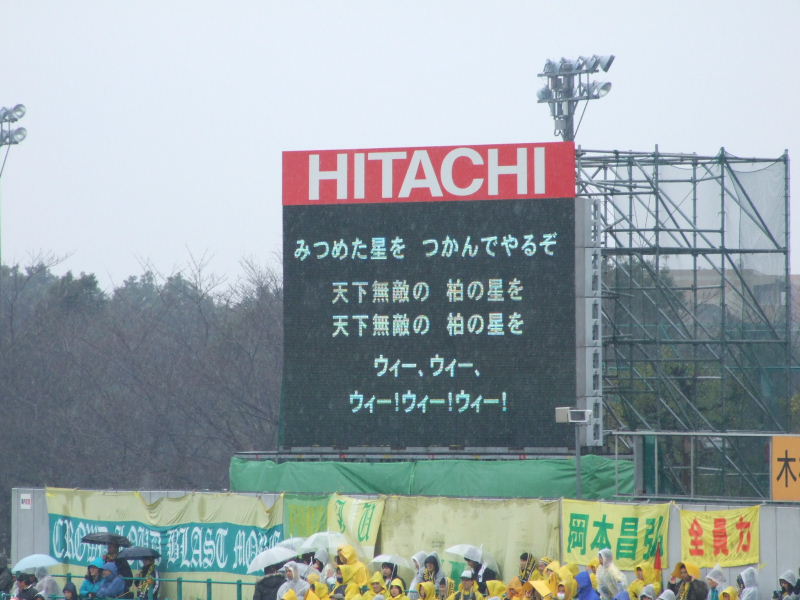 HITACHI
みつめた星を つかんでやるぞ
天下無敵の 柏の星を
天下無敵の 柏の星を
ウィー、ウィー、
ウィー!ウィー!ウィー!
木
岡本昌弘
全員力